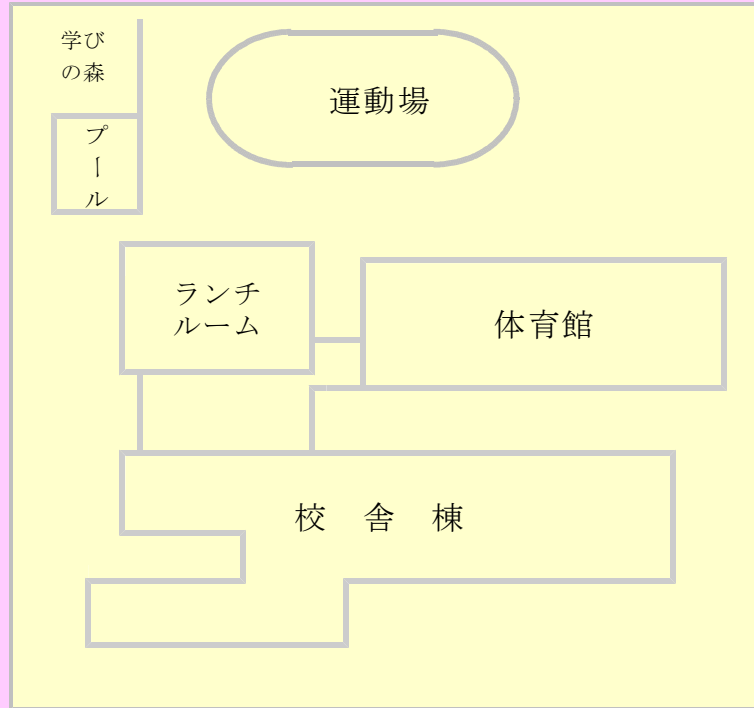 学び
の森
プール
運動場
ランチ
ルーム
体育館
校　舎　棟